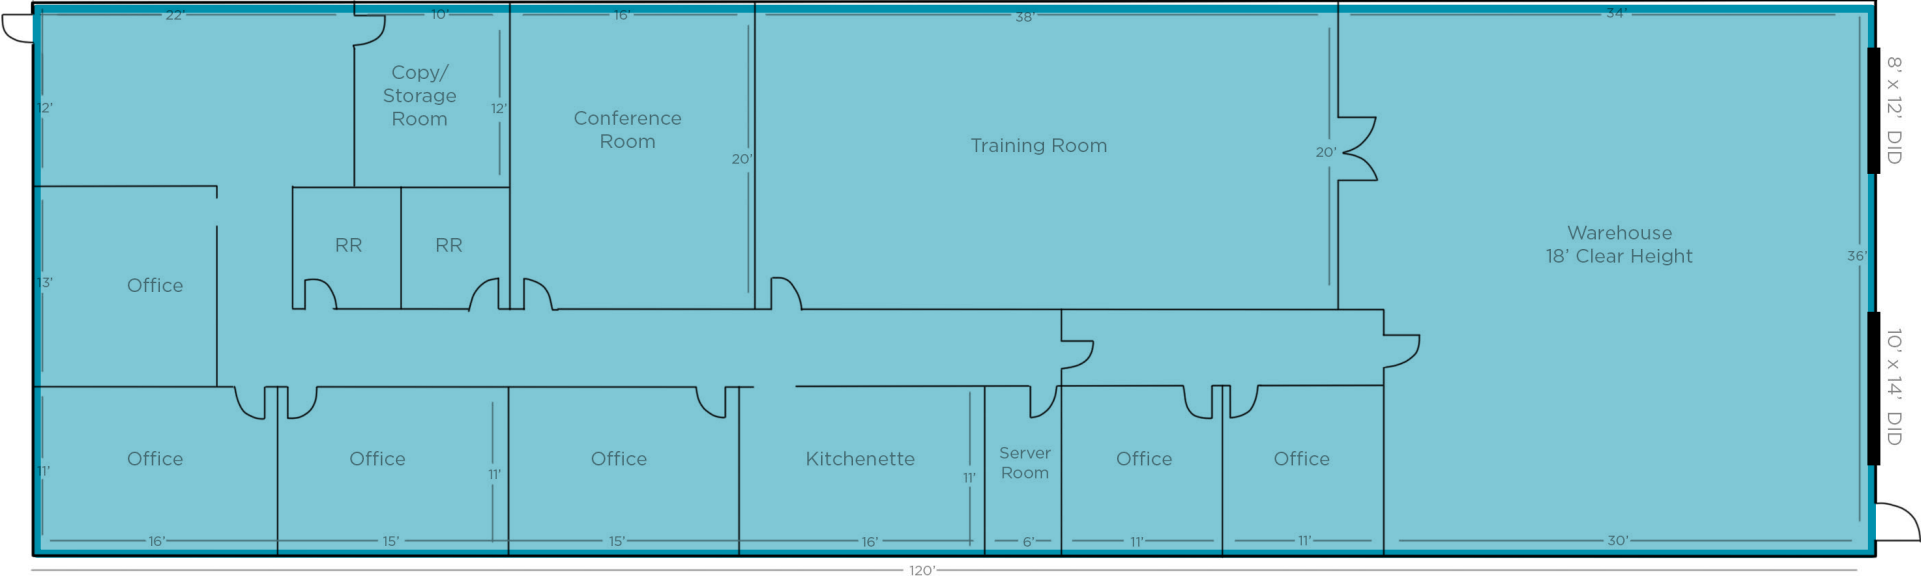 22'
10'
16'
38'
34'
12'
Copy/
Storage
Room
12'
Conference
Room
20'
Training Room
20'
8' x 12' DID
Warehouse
18' Clear Height
36'
RR
RR
13'
Office
10' x 14' DID
11'
Office
Office
11'
Office
Kitchenette
11'
Server
Room
Office
Office
16'
15'
15'
16'
6'
11'
11'
30'
120'